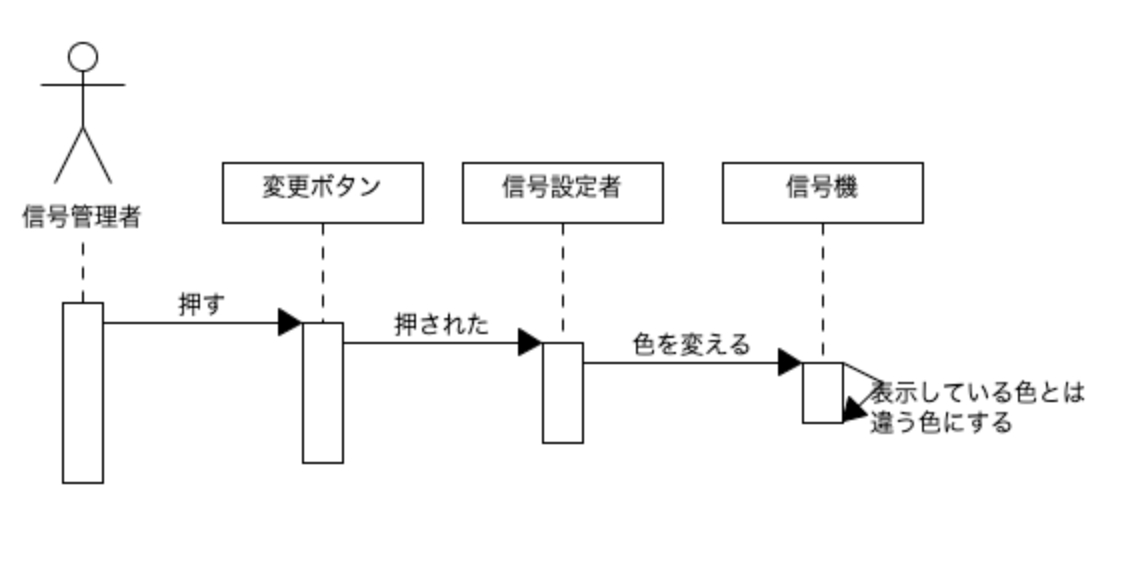 信号管理者
変更ボタン
信号設定者
信号機
押す
押された
色を変える
表示している色とは
違う色にする